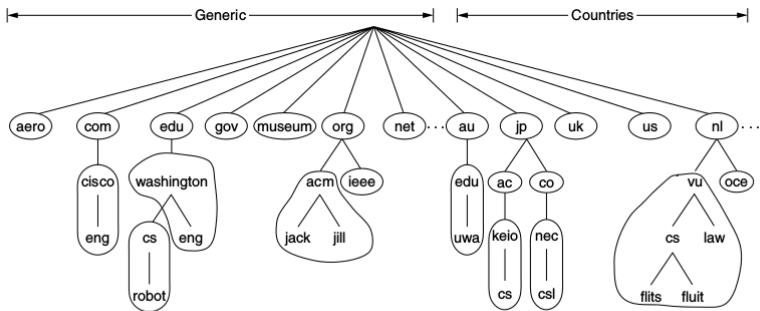 Generic Countries
aero com edu gov museum org net ... au jp uk us nl ...
cisco washington acm ieee edu ac co vu oce
eng cs eng jack jill uwa keio nec cs law
robot cs csl flits fluit